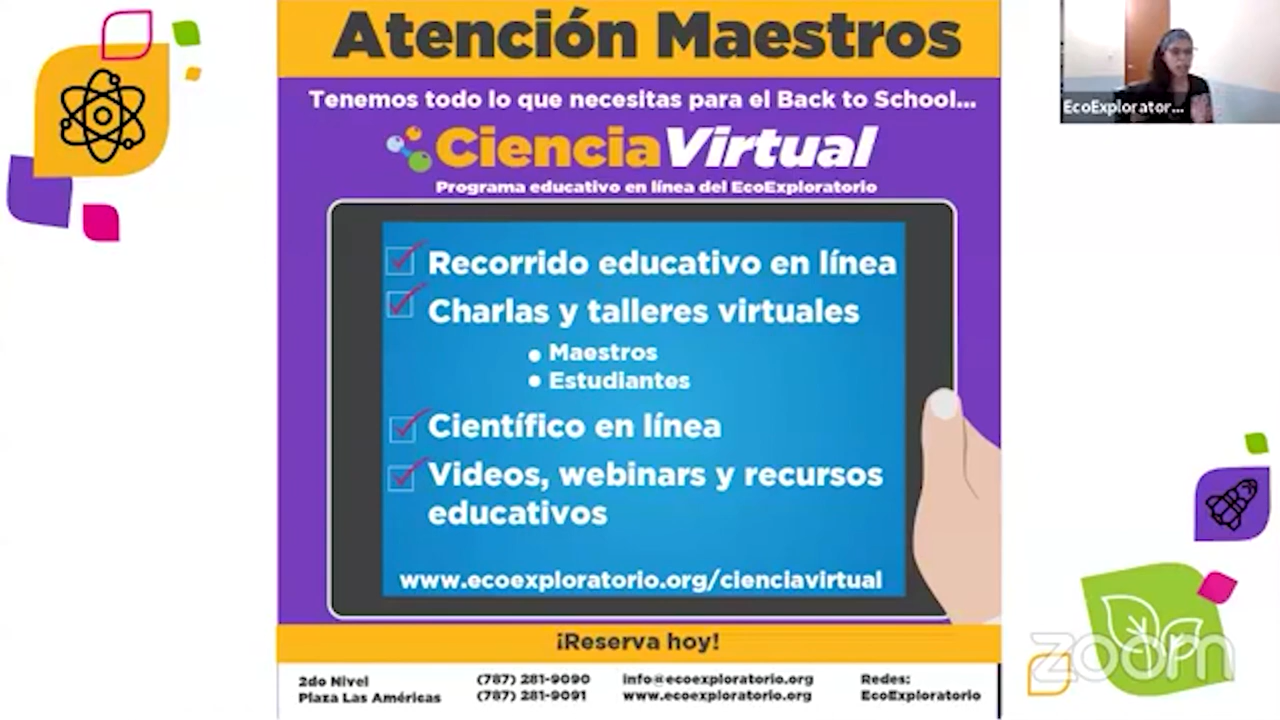 Atención Maestros
Tenemos todo lo que necesitas para el Back to School...
CienciaVirtual
Programa educativo en línea del EcoExploratorio
Recorrido educativo en línea
Charlas y talleres virtuales
• Maestros
• Estudiantes
Científico en línea
Videos, webinars y recursos
educativos
www.ecoexploratorio.org/cienciavirtual
¡Reserva hoy!
2do Nivel
Plaza Las Américas
(787) 281-9090
(787) 281-9091
info@ecoexploratorio.org
www.ecoexploratorio.org
Redes:
EcoExploratorio
EcoExplorator...
zoom